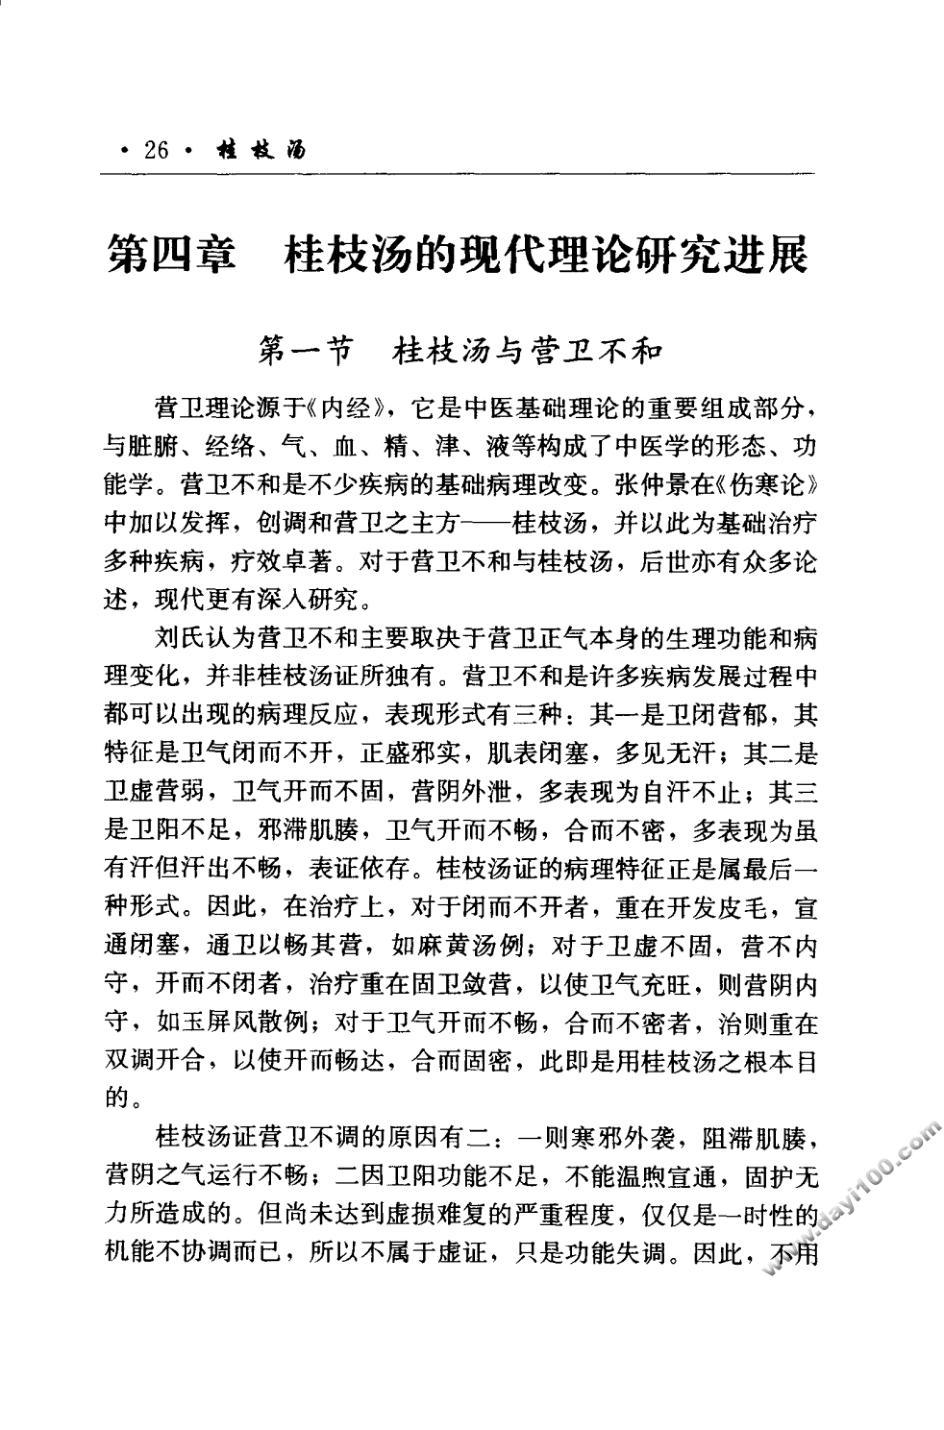 · 26 · 桂枝汤
第四章 桂枝汤的现代理论研究进展
第一节 桂枝汤与营卫不和
营卫理论源于《内经》，它是中医基础理论的重要组成部分，
与脏腑、经络、气、血、精、津、液等构成了中医学的形态、功
能学。营卫不和是不少疾病的基础病理改变。张仲景在《伤寒论》
中加以发挥，创调和营卫之主方——桂枝汤，并以此为基础治疗
多种疾病，疗效卓著。对于营卫不和与桂枝汤，后世亦有众多论
述，现代更有深入研究。
刘氏认为营卫不和主要取决于营卫正气本身的生理功能和病
理变化，并非桂枝汤证所独有。营卫不和是许多疾病发展过程中
都可以出现的病理反应，表现形式有三种：其一是卫闭营郁，其
特征是卫气闭而不开，正盛邪实，肌表闭塞，多见无汗；其二是
卫虚营弱，卫气开而不固，营阴外泄，多表现为自汗不止；其三
是卫阳不足，邪滞肌腠，卫气开而不畅，合而不密，多表现为虽
有汗但汗出不畅，表证依存。桂枝汤证的病理特征正是属最后一
种形式。因此，在治疗上，对于闭而不开者，重在开发皮毛，宣
通闭塞，通卫以畅其营，如麻黄汤例；对于卫虚不固，营不内
守，开而不闭者，治疗重在固卫敛营，以使卫气充旺，则营阴内
守，如玉屏风散例；对于卫气开而不畅，合而不密者，治则重在
双调开合，以使开而畅达，合而固密，此即是用桂枝汤之根本目
的。
桂枝汤证营卫不调的原因有二：一则寒邪外袭，阻滞肌腠，
营阴之气运行不畅；二因卫阳功能不足，不能温煦宣通，固护无
力所造成的。但尚未达到虚损难复的严重程度，仅仅是一时性的
机能不协调而已，所以不属于虚证，只是功能失调。因此，不用
www.dayi100.com